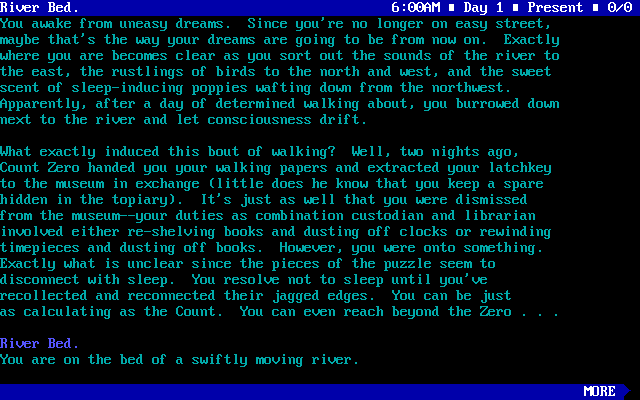 River Bed. 6:00AM ■ Day 1 ■ Present ■ 0/0
You awake from uneasy dreams.  Since you're no longer on easy street,
maybe that's the way your dreams are going to be from now on.  Exactly
where you are becomes clear as you sort out the sounds of the river to
the east, the rustlings of birds to the north and west, and the sweet
scent of sleep-inducing poppies wafting down from the northwest.
Apparently, after a day of determined walking about, you burrowed down
next to the river and let consciousness drift.

What exactly induced this bout of walking?  Well, two nights ago,
Count Zero handed you your walking papers and extracted your latchkey
to the museum in exchange (little does he know that you keep a spare
hidden in the topiary).  It's just as well that you were dismissed
from the museum--your duties as combination custodian and librarian
involved either re-shelving books and dusting off clocks or rewinding
timepieces and dusting off books.  However, you were onto something.
Exactly what is unclear since the pieces of the puzzle seem to
disconnect with sleep.  You resolve not to sleep until you've
recollected and reconnected their jagged edges.  You can be just
as calculating as the Count.  You can even reach beyond the Zero . . .

River Bed.
You are on the bed of a swiftly moving river.

MORE